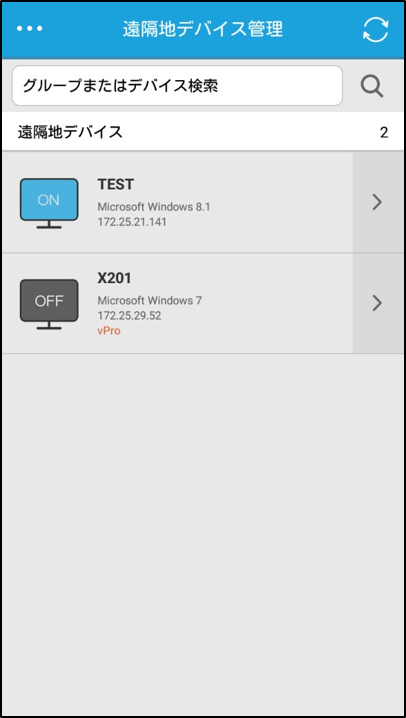 遠隔地デバイス管理
グループまたはデバイス検索
遠隔地デバイス 2
ON
TEST
Microsoft Windows 8.1
172.25.21.141
OFF
X201
Microsoft Windows 7
172.25.29.52
vPro